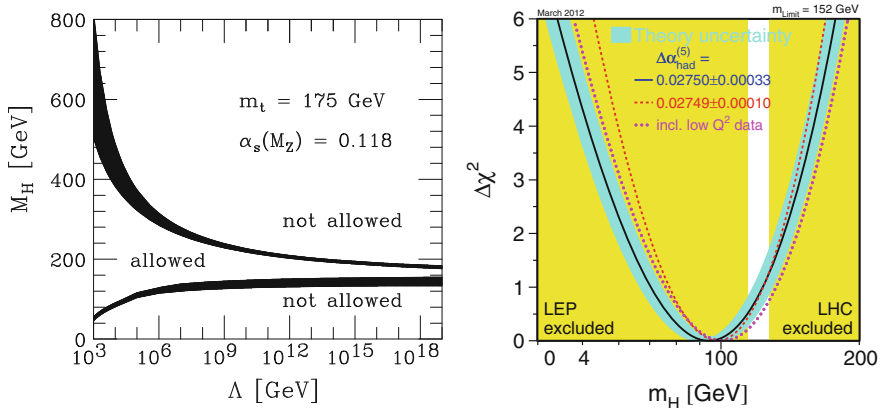 800
600
400
200
0
M_H [GeV]
m_t = 175 GeV
α_s(M_Z) = 0.118
not allowed
allowed
not allowed
10^3 10^6 10^9 10^12 10^15 10^18
Λ [GeV]
March 2012
m_Limit = 152 GeV
6
5
4
3
2
1
0
Δχ²
Theory uncertainty
Δα_had^(5) =
0.02750±0.00033
0.02749±0.00010
incl. low Q² data
LEP
excluded
LHC
excluded
0 4 100 200
m_H [GeV]